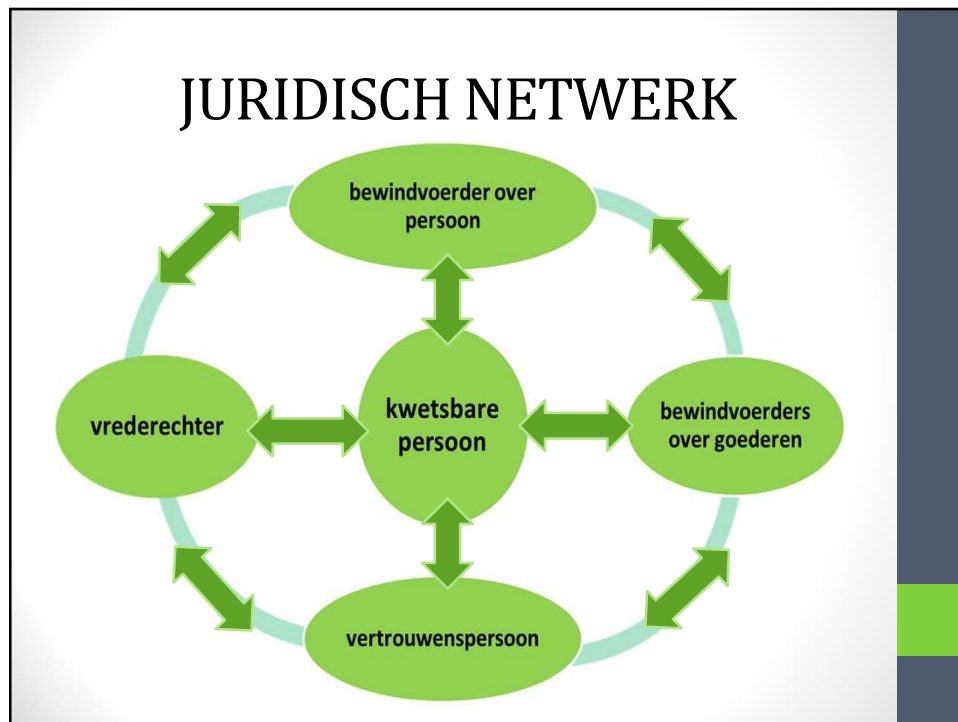 JURIDISCH NETWERK
bewindvoerder over
persoon
vrederechter
kwetsbare
persoon
bewindvoerders
over goederen
vertrouwenspersoon